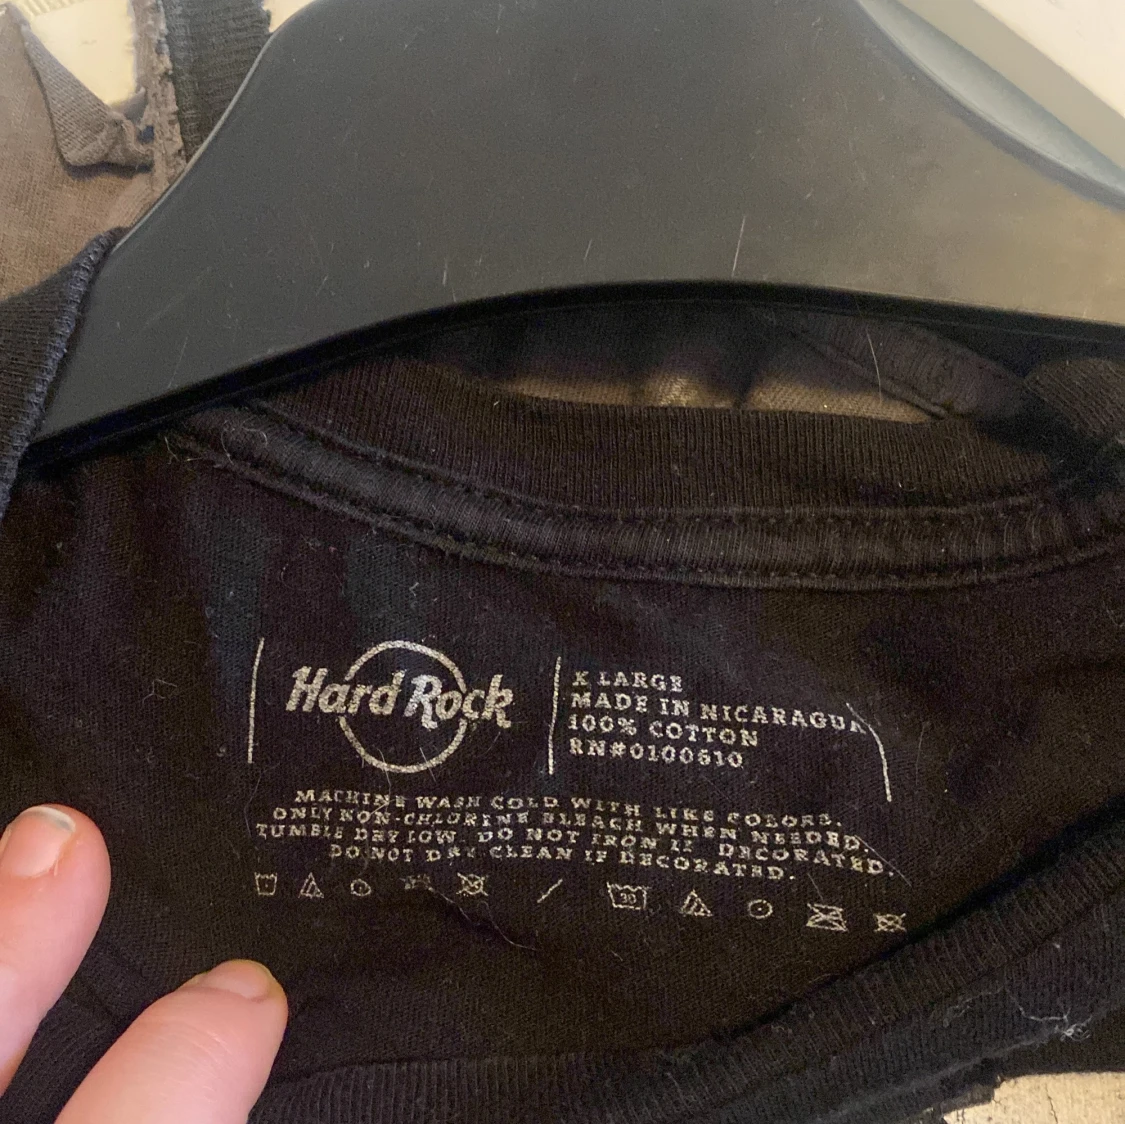 Hard Rock
X LARGE
MADE IN NICARAGUA
100% COTTON
RN#0100610
MACHINE WASH COLD WITH LIKE COLORS.
ONLY NON-CHLORINE BLEACH WHEN NEEDED.
TUMBLE DRY LOW. DO NOT IRON IF DECORATED.
DO NOT DRY CLEAN IF DECORATED.
30